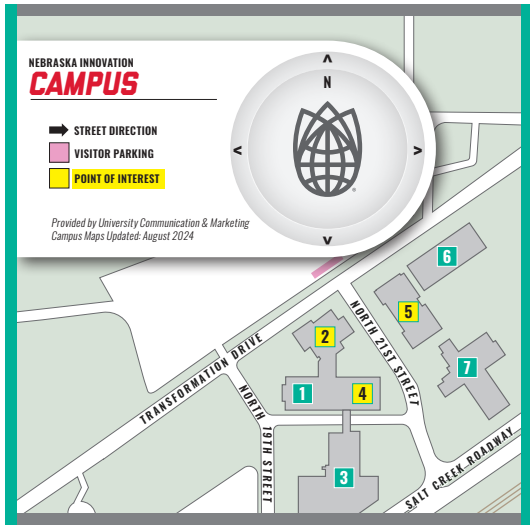 NEBRASKA INNOVATION
CAMPUS
STREET DIRECTION
VISITOR PARKING
POINT OF INTEREST
Provided by University Communication & Marketing
Campus Maps Updated: August 2024
N
®
6
5
2
7
1
4
3
TRANSFORMATION DRIVE
NORTH 21ST STREET
NORTH
19TH STREET
SALT CREEK ROADWAY